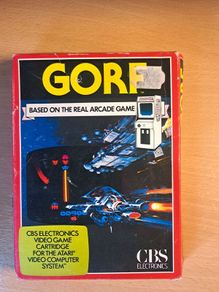 GORF
BASED ON THE REAL ARCADE GAME
CBS ELECTRONICS
VIDEO GAME
CARTRIDGE
FOR THE ATARI®
VIDEO COMPUTER
SYSTEM™
CBS
ELECTRONICS